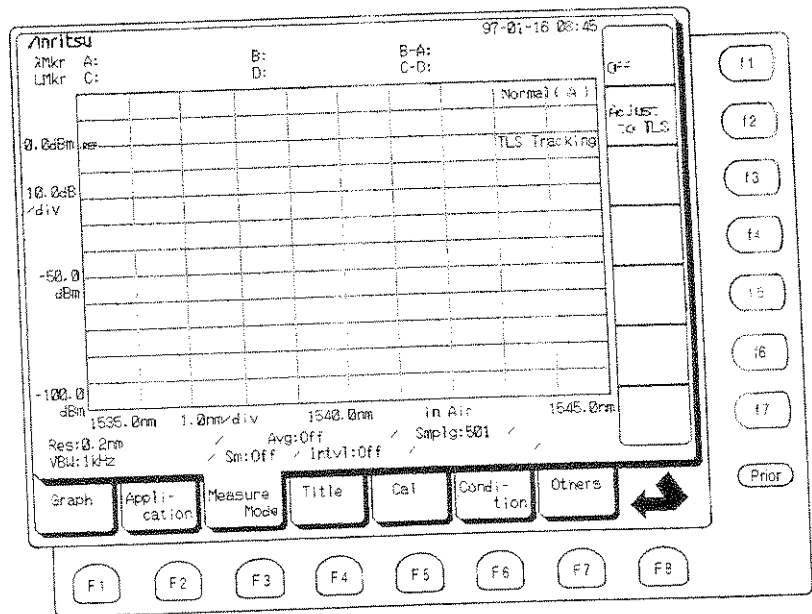 Anritsu
97-01-16 08:45
λMkr A: B: B-A:
LMkr C: D: C-D:
Off
Normal(A)
Adjust
to TLS
0.0dBm
REF
TLS Tracking
10.0dB
/div
-50.0
dBm
-100.0
dBm
1535.0nm 1.0nm/div 1540.0nm in Air 1545.0nm
Res:0.2nm / Avg:Off / Smplg:501 /
VBW:1kHz / Sm:Off / Intvl:Off /
Graph
Appli-
cation
Measure
Mode
Title
Cal
Condi-
tion
Others
f1
f2
f3
f4
f5
f6
f7
Prior
F1 F2 F3 F4 F5 F6 F7 F8